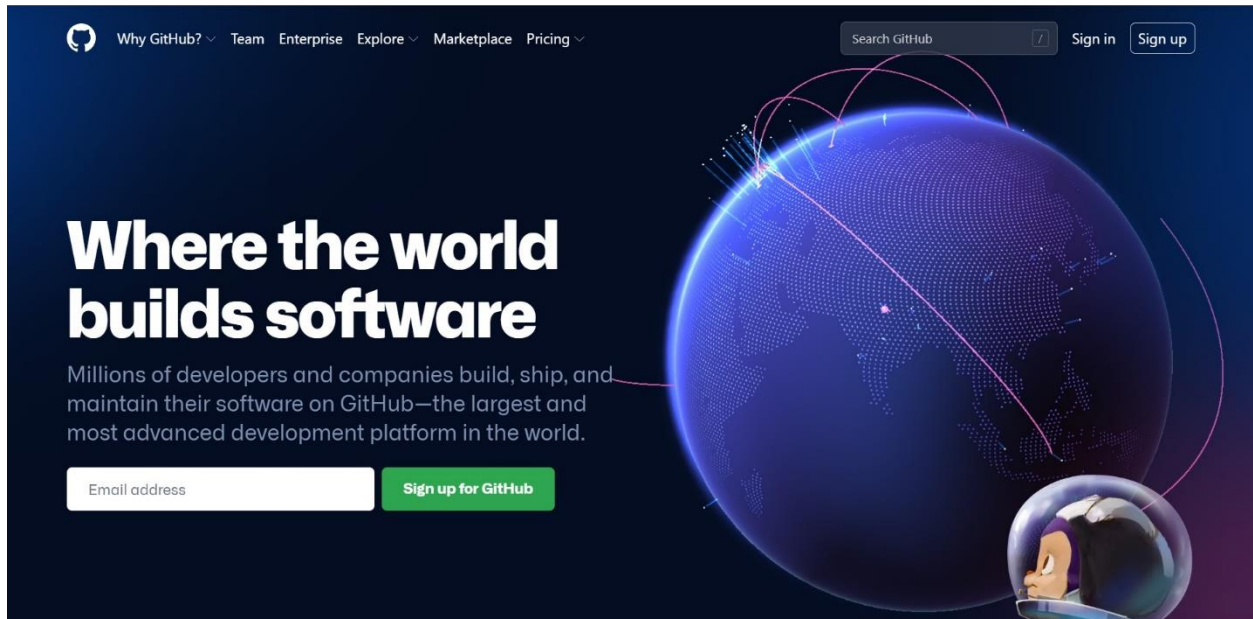 Why GitHub? Team Enterprise Explore Marketplace Pricing Search GitHub / Sign in Sign up
Where the world
builds software
Millions of developers and companies build, ship, and
maintain their software on GitHub—the largest and
most advanced development platform in the world.
Email address Sign up for GitHub